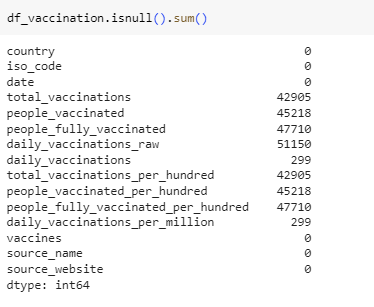 df_vaccination.isnull().sum()
country 0
iso_code 0
date 0
total_vaccinations 42905
people_vaccinated 45218
people_fully_vaccinated 47710
daily_vaccinations_raw 51150
daily_vaccinations 299
total_vaccinations_per_hundred 42905
people_vaccinated_per_hundred 45218
people_fully_vaccinated_per_hundred 47710
daily_vaccinations_per_million 299
vaccines 0
source_name 0
source_website 0
dtype: int64